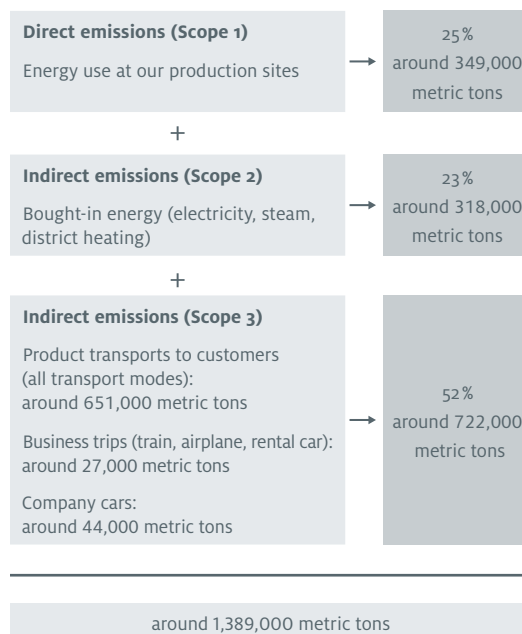 Direct emissions (Scope 1)
Energy use at our production sites
25%
around 349,000
metric tons
+
Indirect emissions (Scope 2)
Bought-in energy (electricity, steam,
district heating)
23%
around 318,000
metric tons
+
Indirect emissions (Scope 3)
Product transports to customers
(all transport modes):
around 651,000 metric tons
Business trips (train, airplane, rental car):
around 27,000 metric tons
Company cars:
around 44,000 metric tons
52%
around 722,000
metric tons
around 1,389,000 metric tons